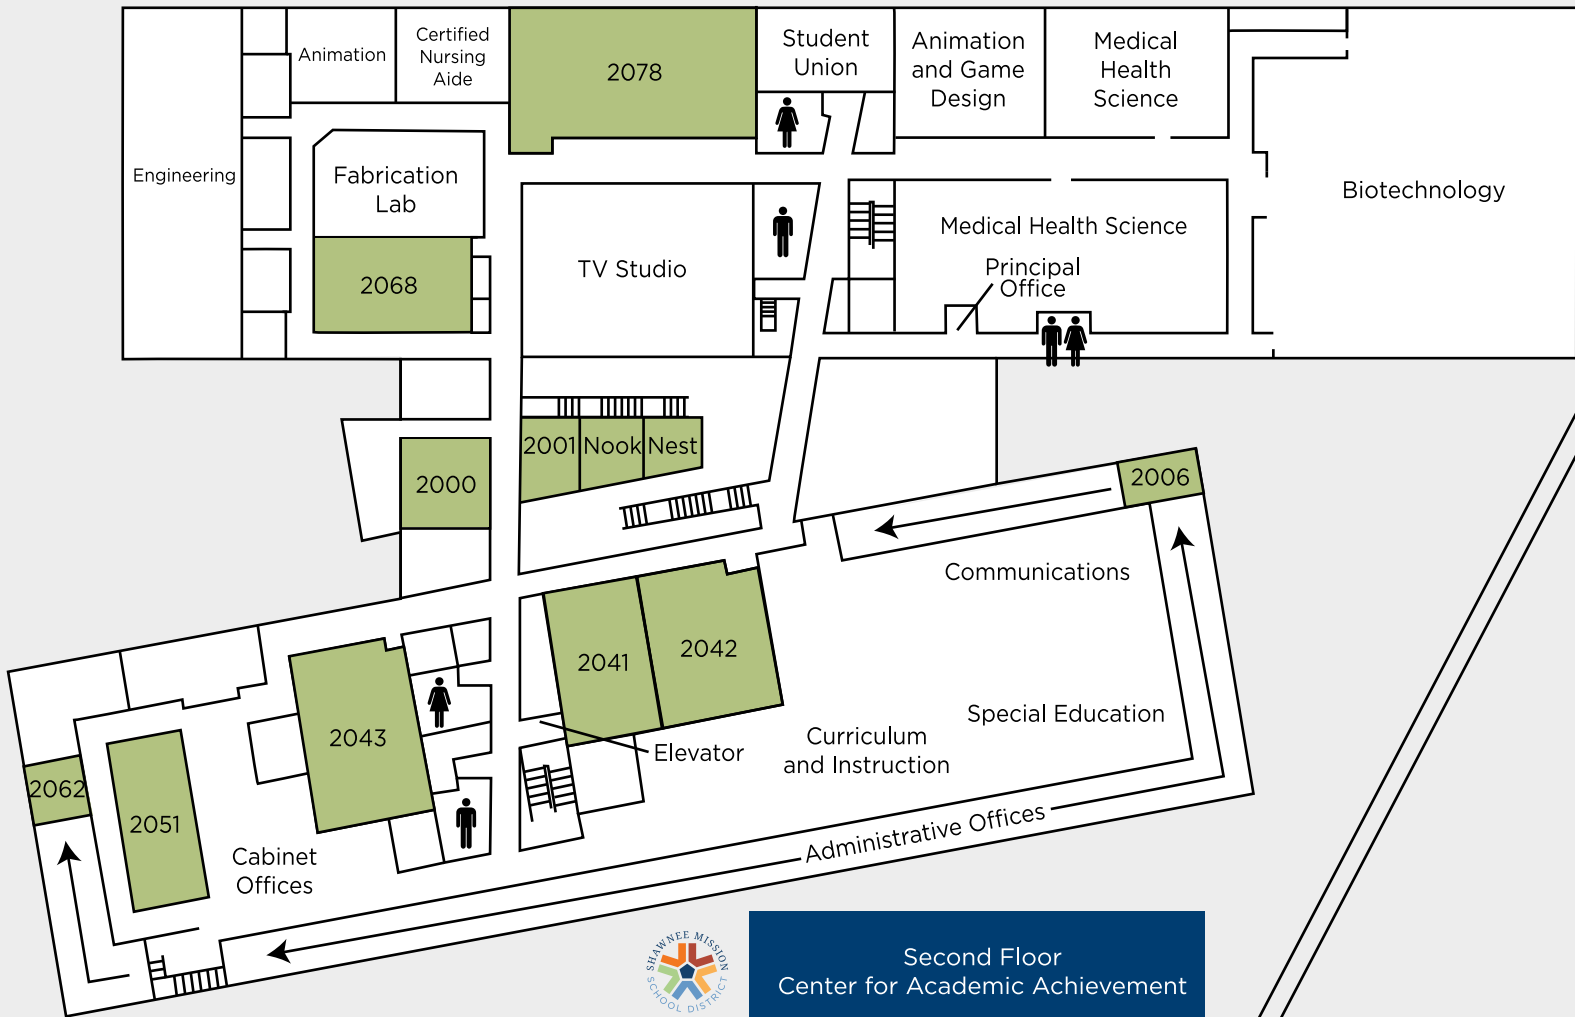 Animation
Certified
Nursing
Aide
2078
Student
Union
Animation
and Game
Design
Medical
Health
Science
Engineering
Fabrication
Lab
Biotechnology
Medical Health Science
TV Studio
Principal
Office
2068
2001
Nook
Nest
2000
2006
Communications
2041
2042
Special Education
2043
Elevator
Curriculum
and Instruction
2062
2051
Administrative Offices
Cabinet
Offices
SHAWNEE MISSION
SCHOOL DISTRICT
Second Floor
Center for Academic Achievement